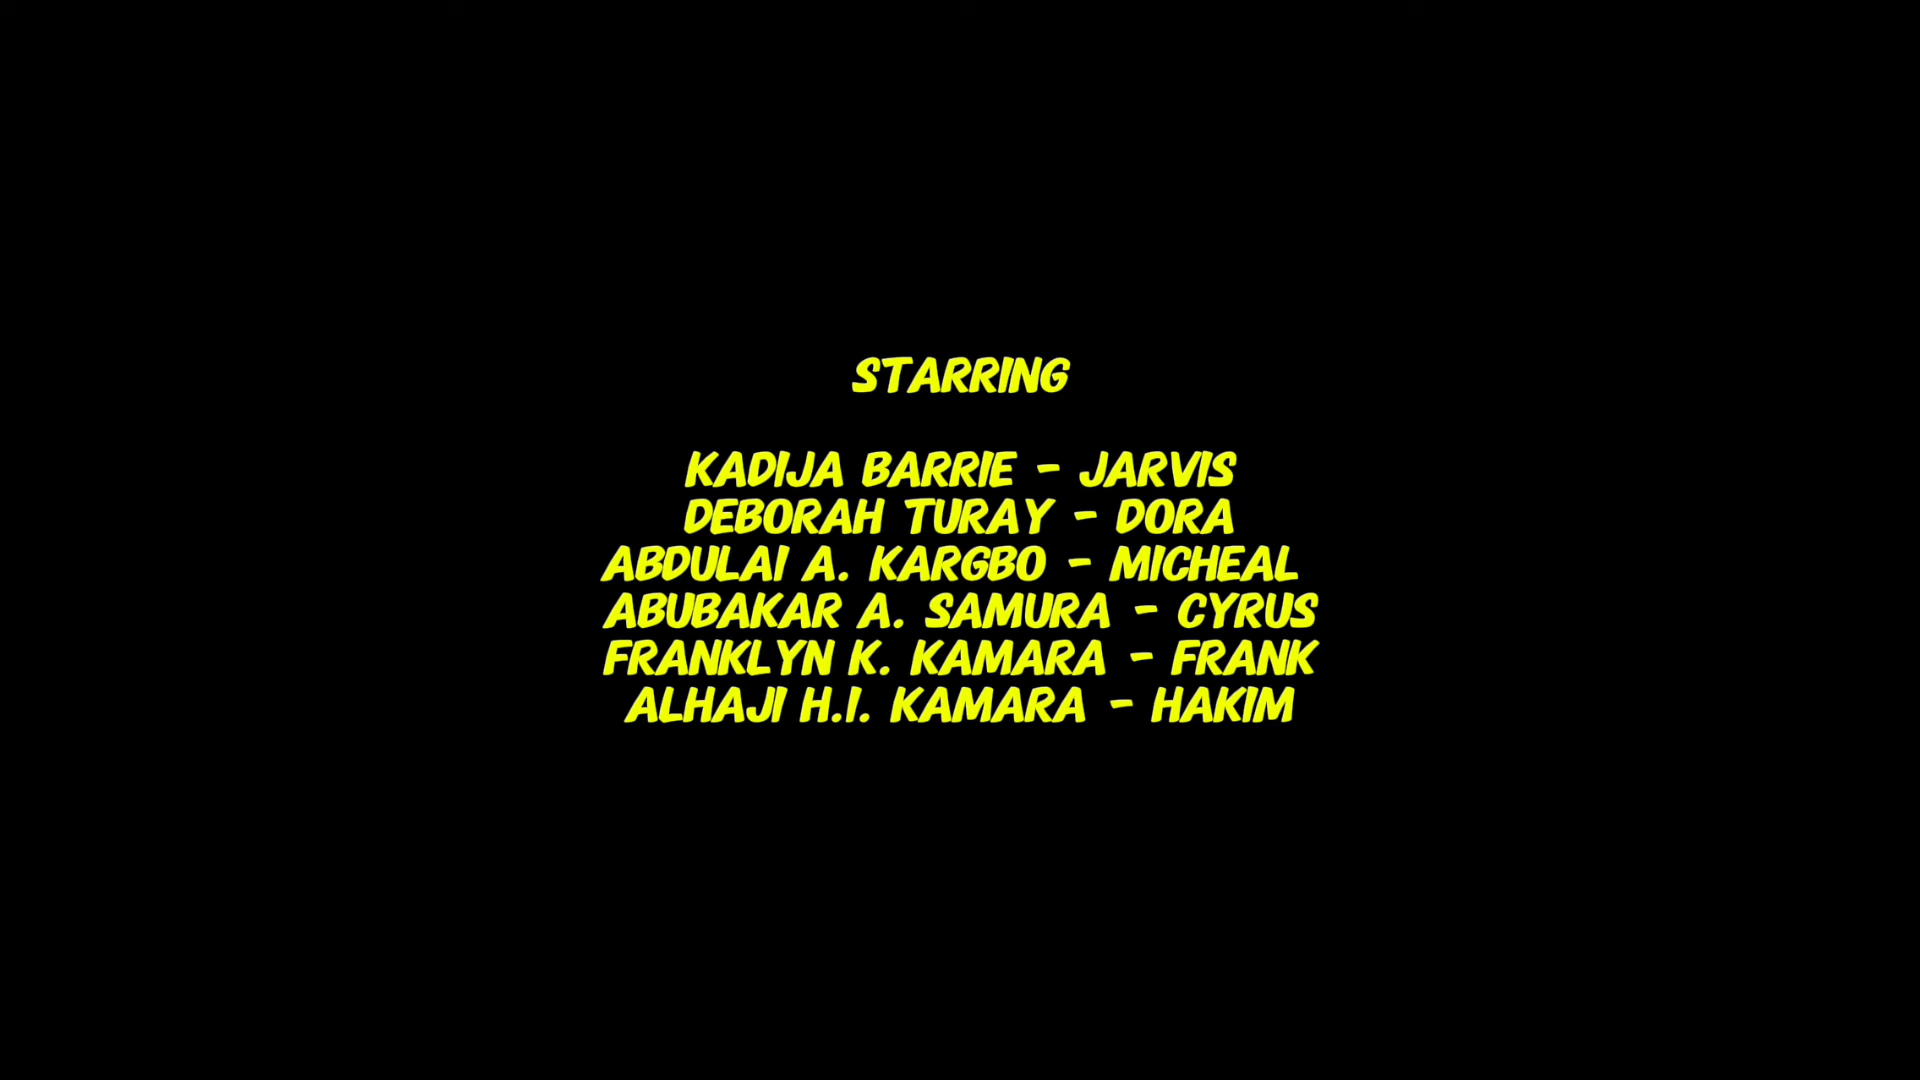 STARRING
KADIJA BARRIE - JARVIS
DEBORAH TURAY - DORA
ABDULAI A. KARGBO - MICHEAL
ABUBAKAR A. SAMURA - CYRUS
FRANKLYN K. KAMARA - FRANK
ALHAJI H.I. KAMARA - HAKIM